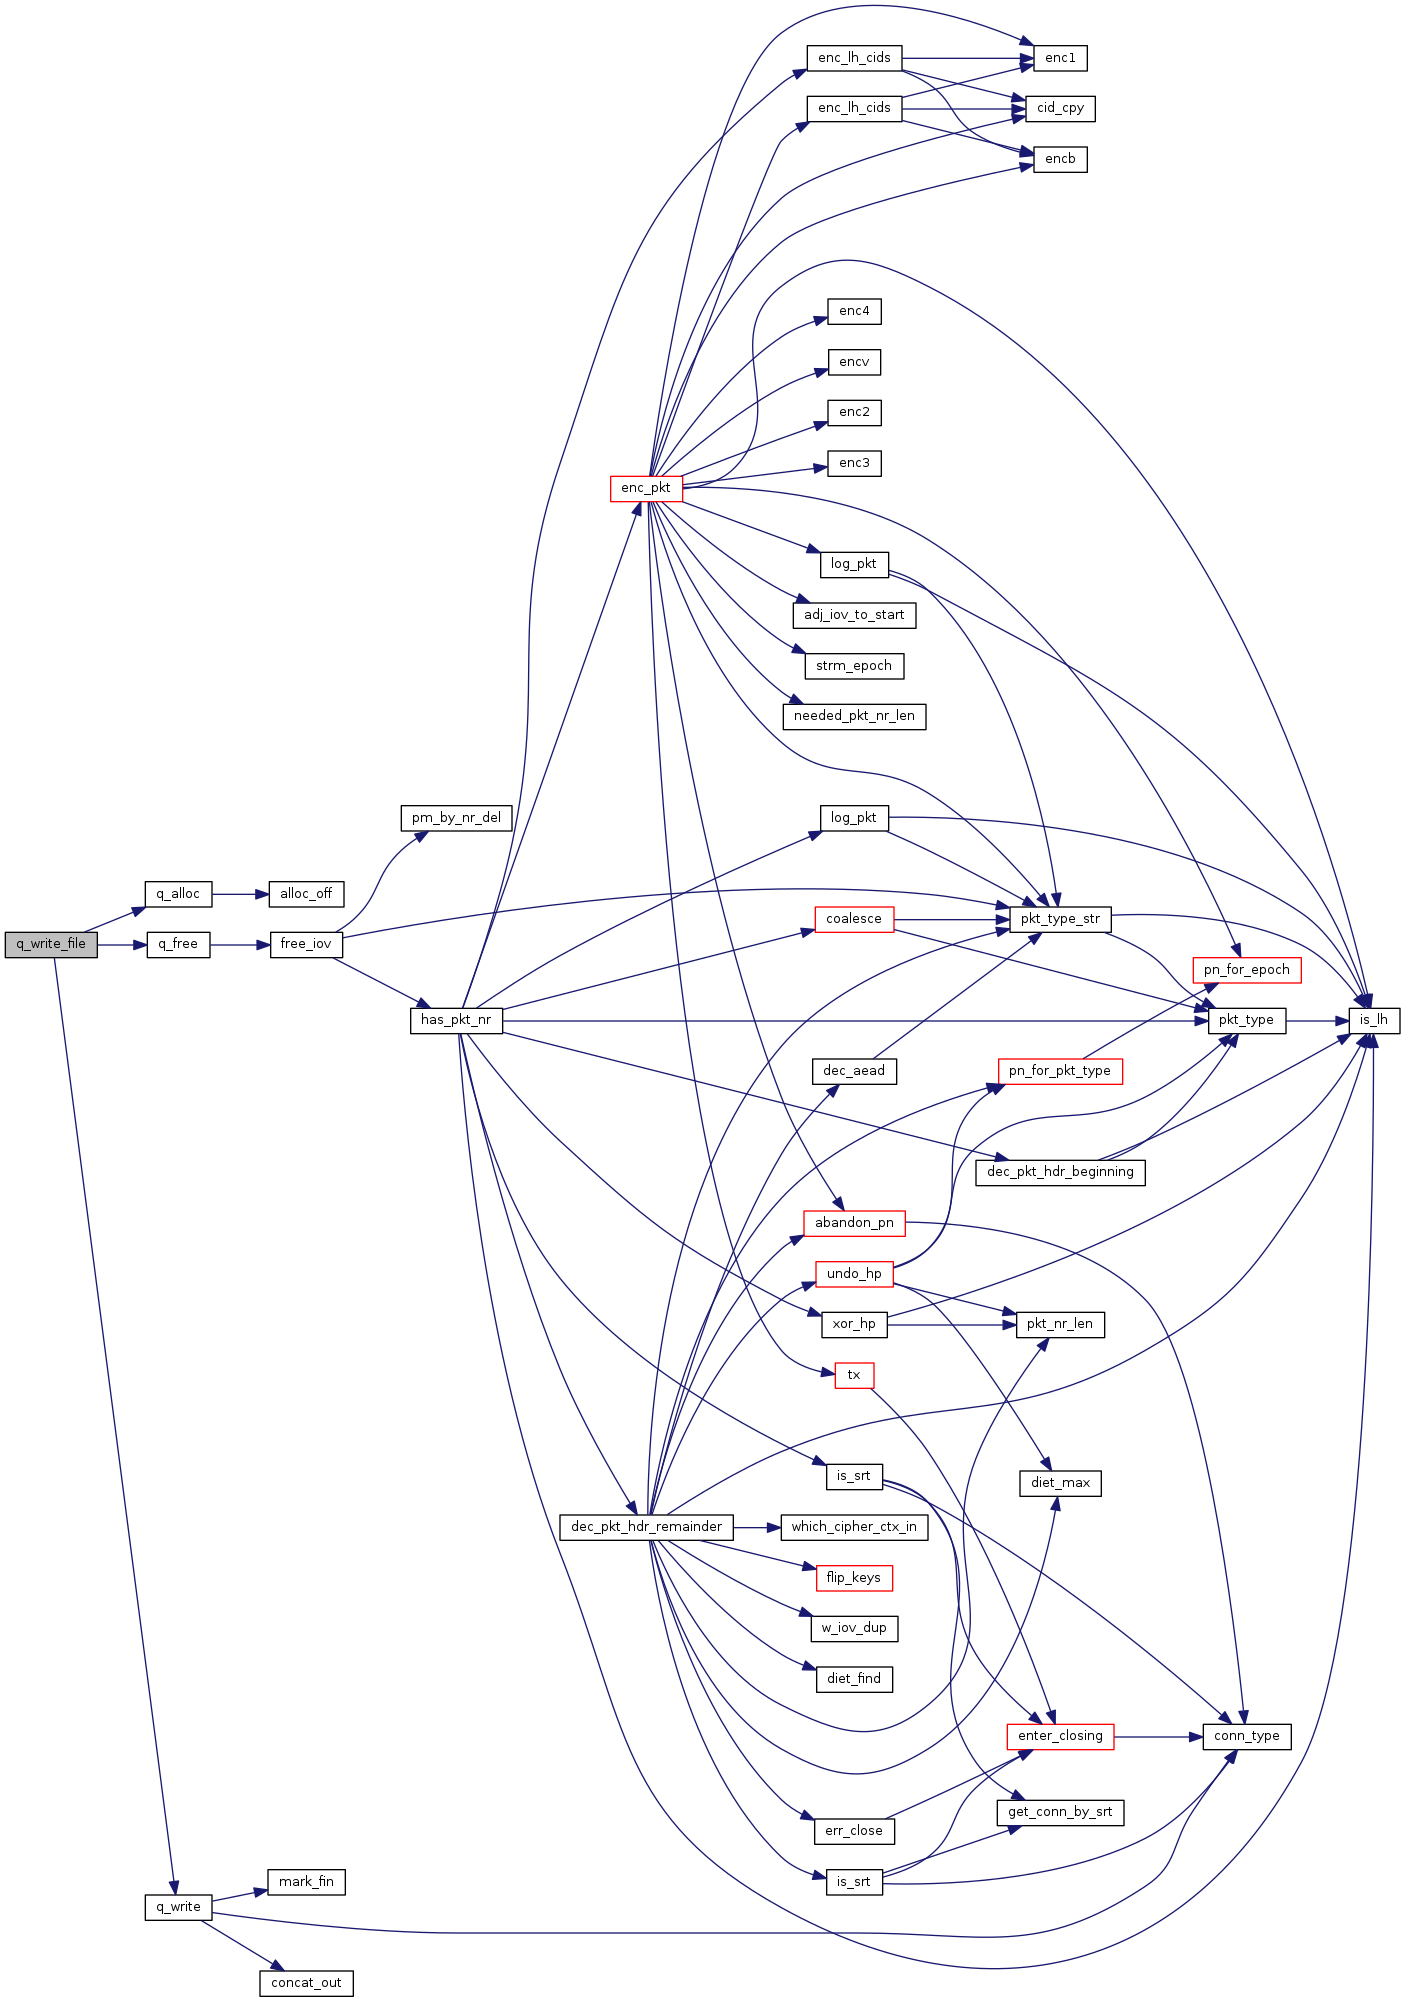 enc_lh_cids
enc1
enc_lh_cids
cid_cpy
encb
enc4
encv
enc2
enc3
enc_pkt
log_pkt
adj_iov_to_start
strm_epoch
needed_pkt_nr_len
pm_by_nr_del
log_pkt
q_alloc
alloc_off
coalesce
pkt_type_str
q_write_file
q_free
free_iov
pn_for_epoch
has_pkt_nr
pkt_type
is_lh
dec_aead
pn_for_pkt_type
dec_pkt_hdr_beginning
abandon_pn
undo_hp
xor_hp
pkt_nr_len
tx
is_srt
diet_max
dec_pkt_hdr_remainder
which_cipher_ctx_in
flip_keys
w_iov_dup
diet_find
enter_closing
conn_type
get_conn_by_srt
err_close
is_srt
mark_fin
q_write
concat_out